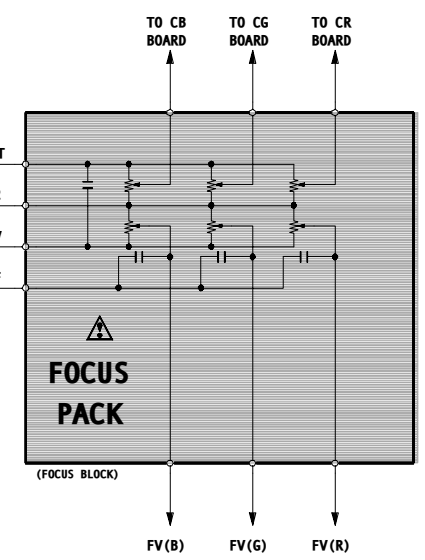 TO CB
BOARD
TO CG
BOARD
TO CR
BOARD
T
FOCUS
PACK
(FOCUS BLOCK)
FV(B)
FV(G)
FV(R)